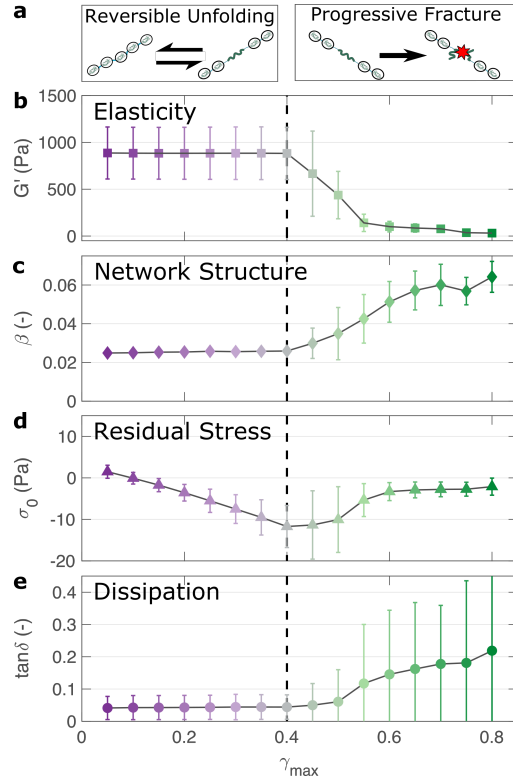 a
Reversible Unfolding
Progressive Fracture
b
Elasticity
1500
1000
500
0
G' (Pa)
c
Network Structure
0.06
0.04
0.02
0
β (-)
d
Residual Stress
10
0
-10
-20
σ₀ (Pa)
e
Dissipation
0.4
0.3
0.2
0.1
0
tanδ (-)
0 0.2 0.4 0.6 0.8
γmax